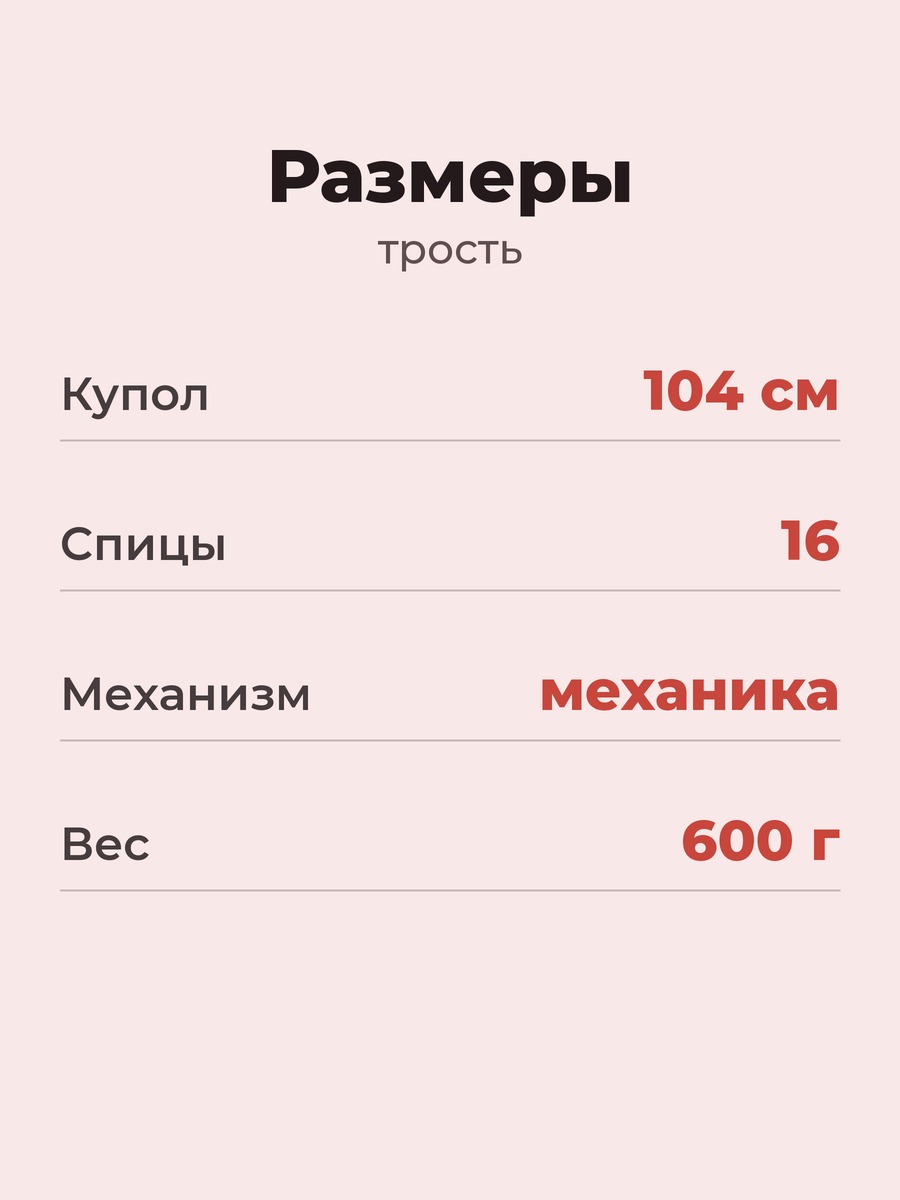 Размеры
трость
Купол 104 см
Спицы 16
Механизм механика
Вес 600 г